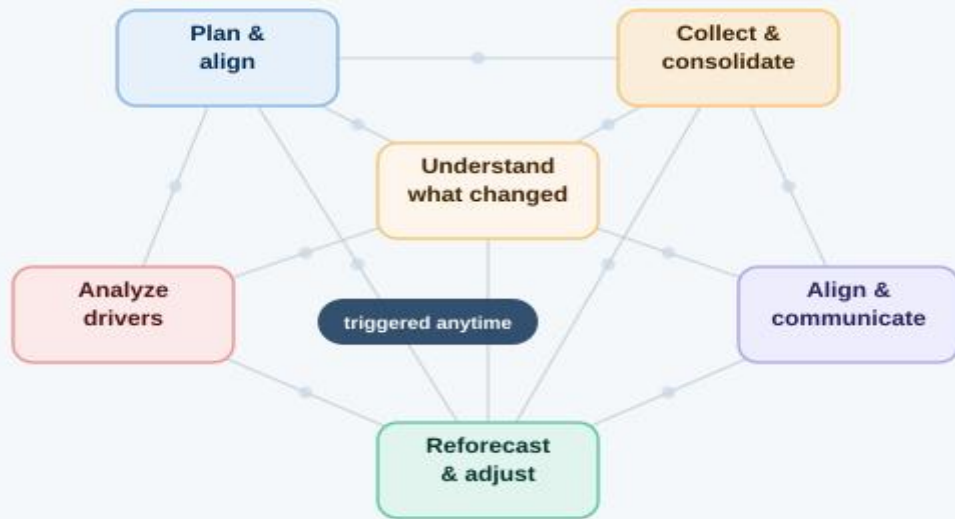 Plan &
align
Collect &
consolidate
Understand
what changed
Analyze
drivers
triggered anytime
Align &
communicate
Reforecast
& adjust